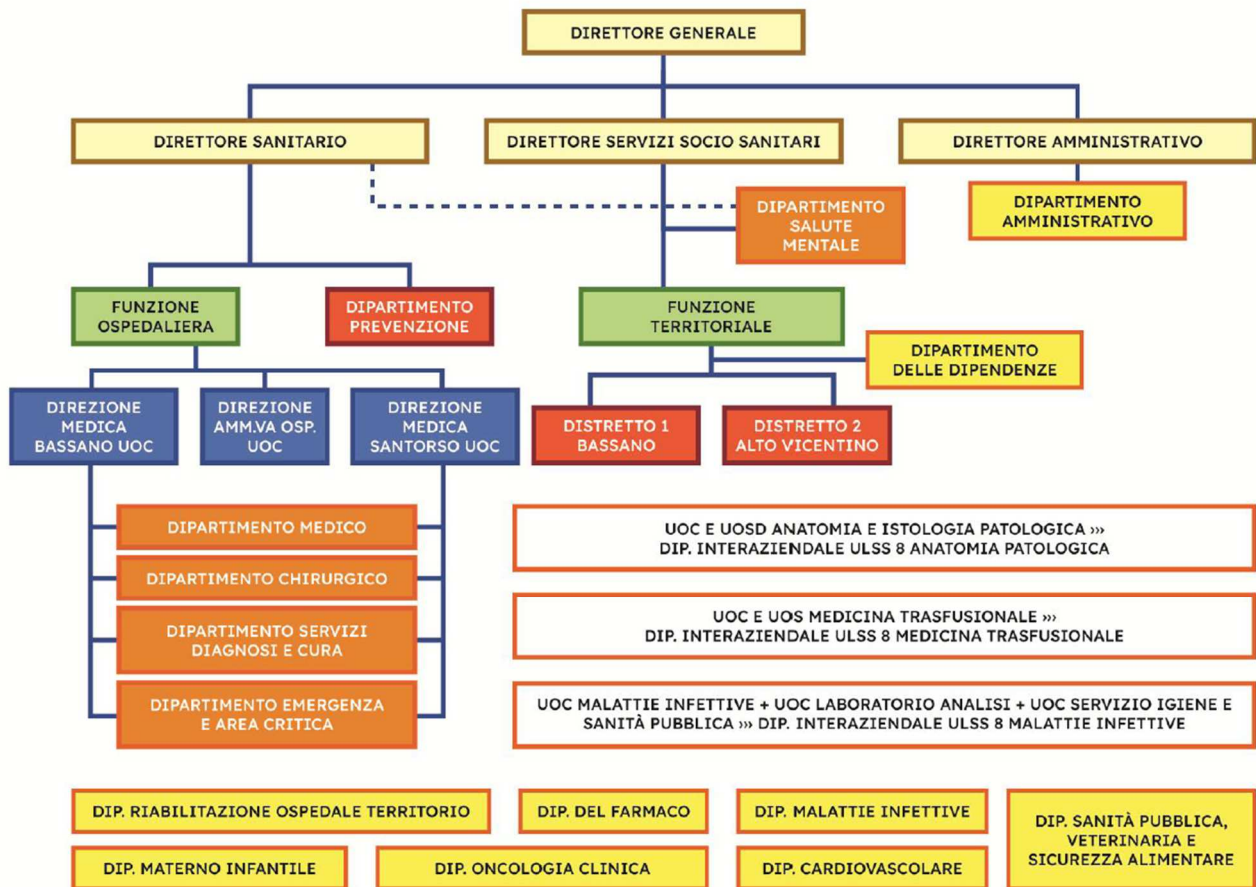 DIRETTORE GENERALE
DIRETTORE SANITARIO
DIRETTORE SERVIZI SOCIO SANITARI
DIRETTORE AMMINISTRATIVO
DIPARTIMENTO
SALUTE
MENTALE
DIPARTIMENTO
AMMINISTRATIVO
FUNZIONE
OSPEDALIERA
DIPARTIMENTO
PREVENZIONE
FUNZIONE
TERRITORIALE
DIPARTIMENTO
DELLE DIPENDENZE
DIREZIONE
MEDICA
BASSANO UOC
DIREZIONE
AMM.VA OSP.
UOC
DIREZIONE
MEDICA
SANTORSO UOC
DISTRETTO 1
BASSANO
DISTRETTO 2
ALTO VICENTINO
DIPARTIMENTO MEDICO
DIPARTIMENTO CHIRURGICO
DIPARTIMENTO SERVIZI
DIAGNOSI E CURA
DIPARTIMENTO EMERGENZA
E AREA CRITICA
UOC E UOSD ANATOMIA E ISTOLOGIA PATOLOGICA »»
DIP. INTERAZIENDALE ULSS 8 ANATOMIA PATOLOGICA
UOC E UOS MEDICINA TRASFUSIONALE »»
DIP. INTERAZIENDALE ULSS 8 MEDICINA TRASFUSIONALE
UOC MALATTIE INFETTIVE + UOC LABORATORIO ANALISI + UOC SERVIZIO IGIENE E
SANITÀ PUBBLICA »» DIP. INTERAZIENDALE ULSS 8 MALATTIE INFETTIVE
DIP. RIABILITAZIONE OSPEDALE TERRITORIO
DIP. DEL FARMACO
DIP. MALATTIE INFETTIVE
DIP. SANITÀ PUBBLICA,
VETERINARIA E
SICUREZZA ALIMENTARE
DIP. MATERNO INFANTILE
DIP. ONCOLOGIA CLINICA
DIP. CARDIOVASCOLARE